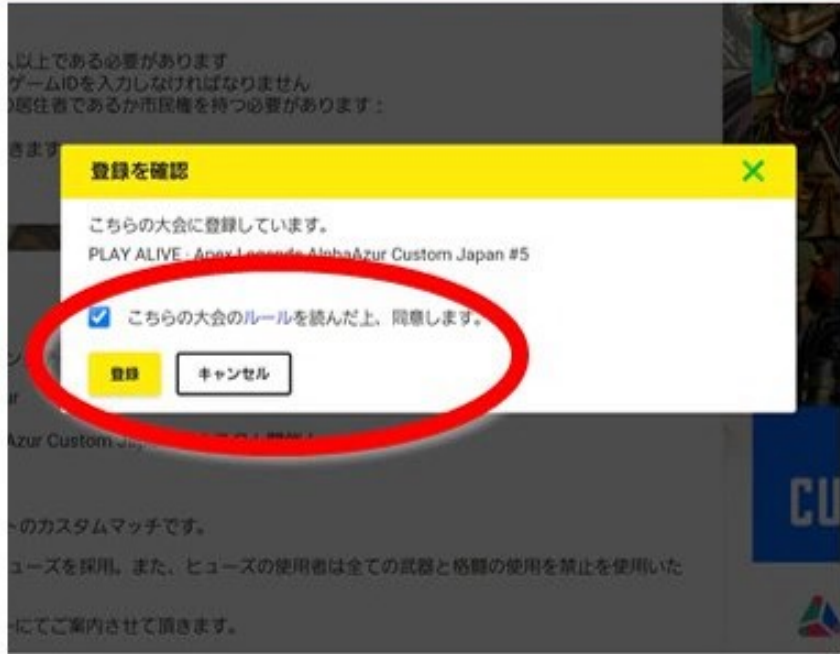 以上である必要があります
ゲームIDを入力しなければなりません
居住者であるか市民権を持つ必要があります：
きます
登録を確認
こちらの大会に登録しています。
PLAY ALIVE - Apex Legends AlphaAzur Custom Japan #5
こちらの大会のルールを読んだ上、同意します。
登録
キャンセル
Azur Custom
CU
トのカスタムマッチです。
ューズを採用。また、ヒューズの使用者は全ての武器と格闘の使用を禁止を使用いた
にてご案内させて頂きます。